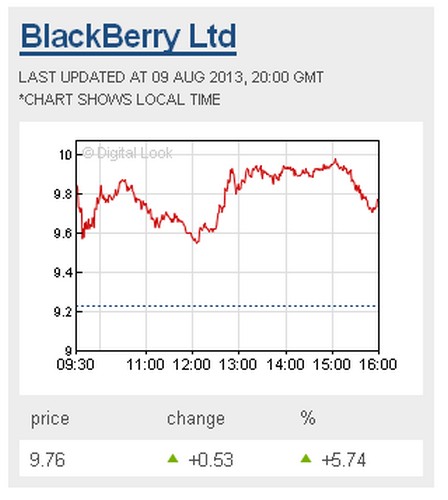 BlackBerry Ltd
LAST UPDATED AT 09 AUG 2013, 20:00 GMT
*CHART SHOWS LOCAL TIME
© Digital Look
10
9.8
9.6
9.4
9.2
9
09:30 11:00 12:00 13:00 14:00 15:00 16:00
price change %
9.76 +0.53 +5.74